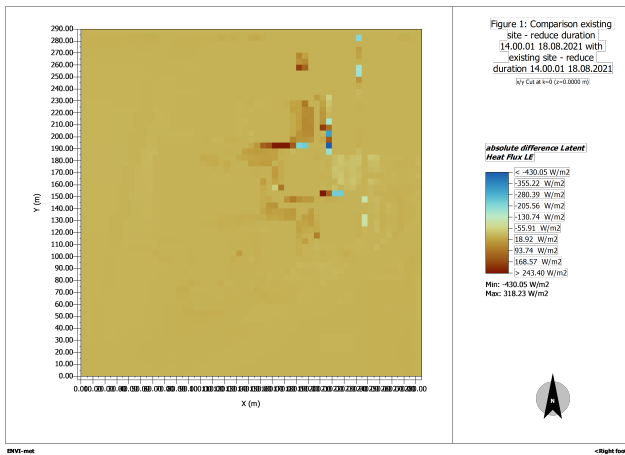 Figure 1: Comparison existing
site - reduce duration
14.00.01 18.08.2021 with
existing site - reduce
duration 14.00.01 18.08.2021
x/y Cut at k=0 (z=0.0000 m)
290.00
280.00
270.00
260.00
250.00
240.00
230.00
220.00
210.00
200.00
190.00
180.00
170.00
160.00
150.00
140.00
130.00
120.00
110.00
100.00
90.00
80.00
70.00
60.00
50.00
40.00
30.00
20.00
10.00
0.00
Y (m)
X (m)
absolute difference Latent
Heat Flux LE
< -430.05 W/m2
-355.22 W/m2
-280.39 W/m2
-205.56 W/m2
-130.74 W/m2
-55.91 W/m2
18.92 W/m2
93.74 W/m2
168.57 W/m2
> 243.40 W/m2
Min: -430.05 W/m2
Max: 318.23 W/m2
N
ENVI-met
<Right foot